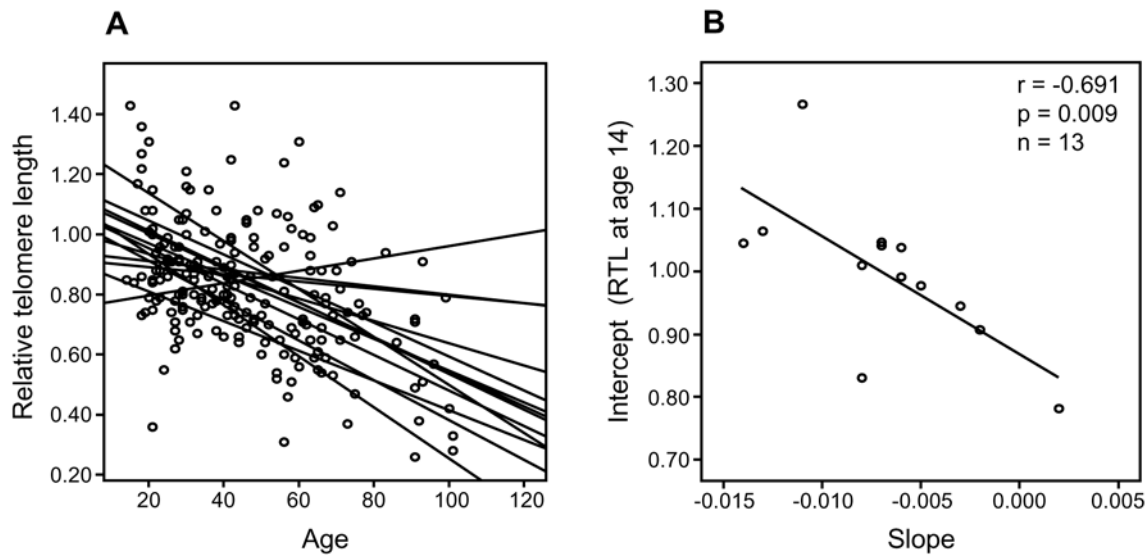 A
Relative telomere length
1.40
1.20
1.00
0.80
0.60
0.40
0.20
20 40 60 80 100 120
Age
B
r = -0.691
p = 0.009
n = 13
Intercept (RTL at age 14)
1.30
1.20
1.10
1.00
0.90
0.80
0.70
-0.015 -0.010 -0.005 0.000 0.005
Slope